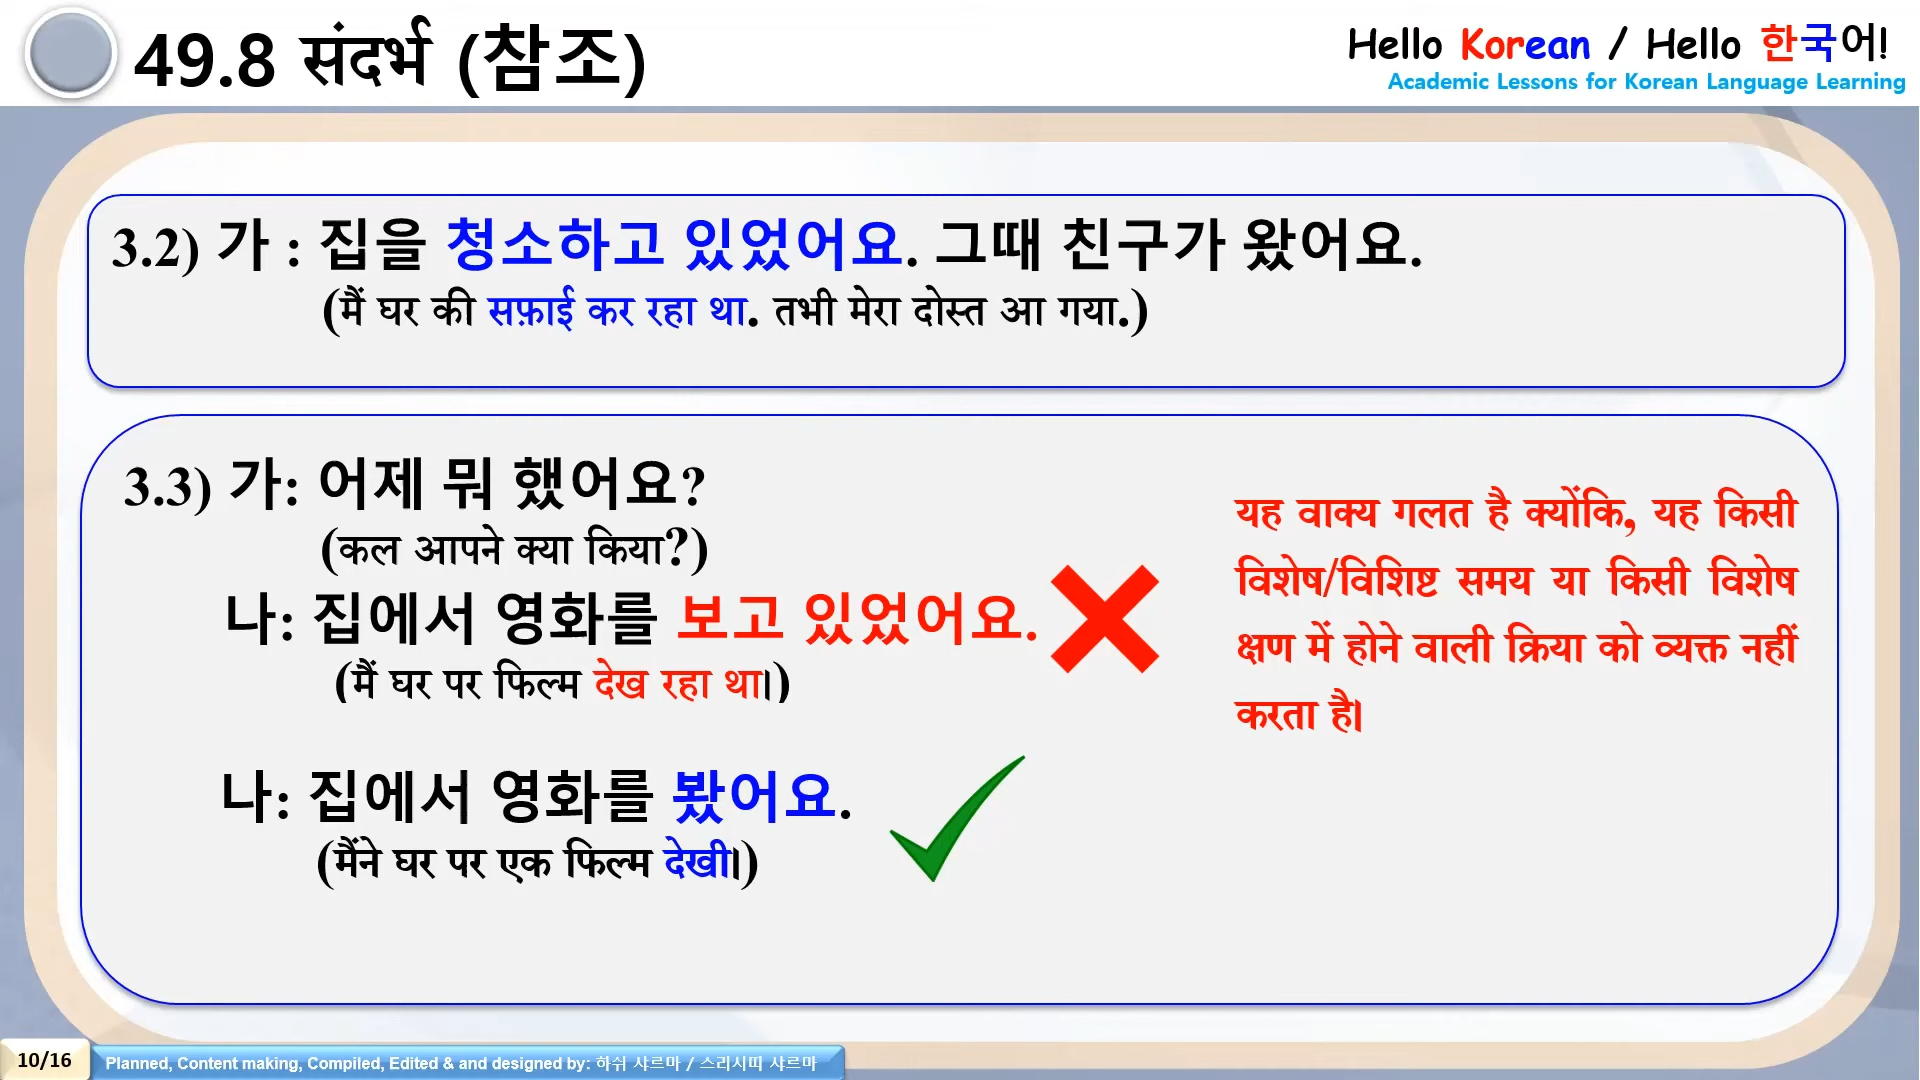 49.8 संदर्भ (참조)
Hello Korean / Hello 한국어!
Academic Lessons for Korean Language Learning
3.2) 가 : 집을 청소하고 있었어요. 그때 친구가 왔어요.
(मैं घर की सफ़ाई कर रहा था. तभी मेरा दोस्त आ गया.)
3.3) 가: 어제 뭐 했어요?
(कल आपने क्या किया?)
나: 집에서 영화를 보고 있었어요.
(मैं घर पर फिल्म देख रहा था।)
나: 집에서 영화를 봤어요.
(मैंने घर पर एक फिल्म देखी।)
यह वाक्य गलत है क्योंकि, यह किसी
विशेष/विशिष्ट समय या किसी विशेष
क्षण में होने वाली क्रिया को व्यक्त नहीं
करता है।
10/16
Planned, Content making, Compiled, Edited & and designed by: 하쉬 샤르마 / 스리시띠 샤르마